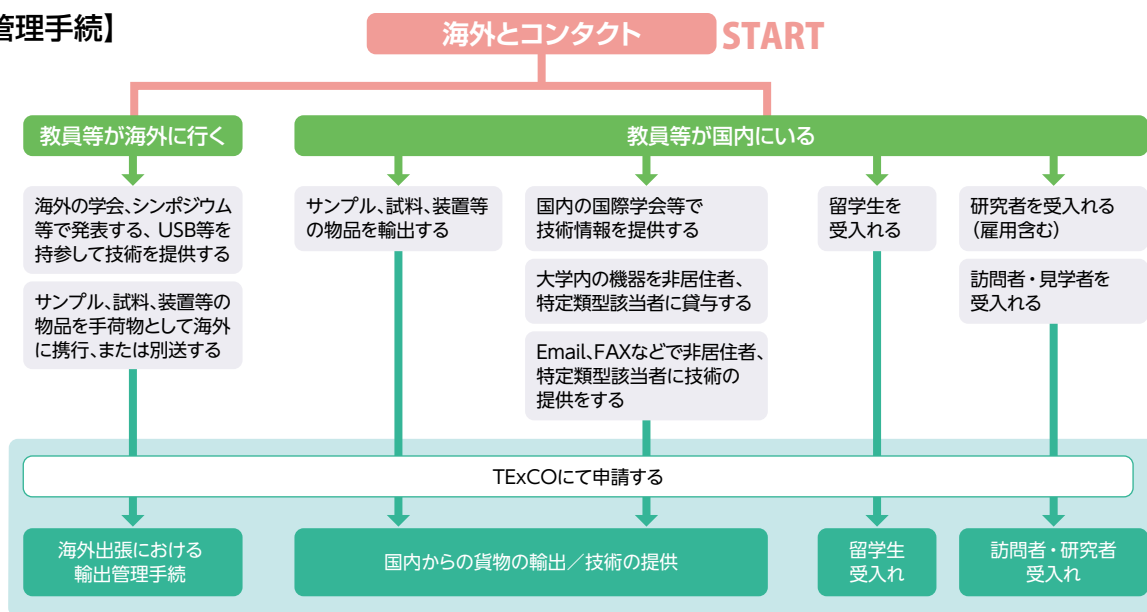 管理手続】
海外とコンタクト
START
教員等が海外に行く
教員等が国内にいる
海外の学会、シンポジウム
等で発表する、USB等を
持参して技術を提供する
サンプル、試料、装置等の
物品を手荷物として海外
に携行、または別送する
サンプル、試料、装置等
の物品を輸出する
国内の国際学会等で
技術情報を提供する
大学内の機器を非居住者、
特定類型該当者に貸与する
Email、FAXなどで非居住者、
特定類型該当者に技術の
提供をする
留学生を
受入れる
研究者を受入れる
（雇用含む）
訪問者・見学者を
受入れる
TExCOにて申請する
海外出張における
輸出管理手続
国内からの貨物の輸出／技術の提供
留学生
受入れ
訪問者・研究者
受入れ